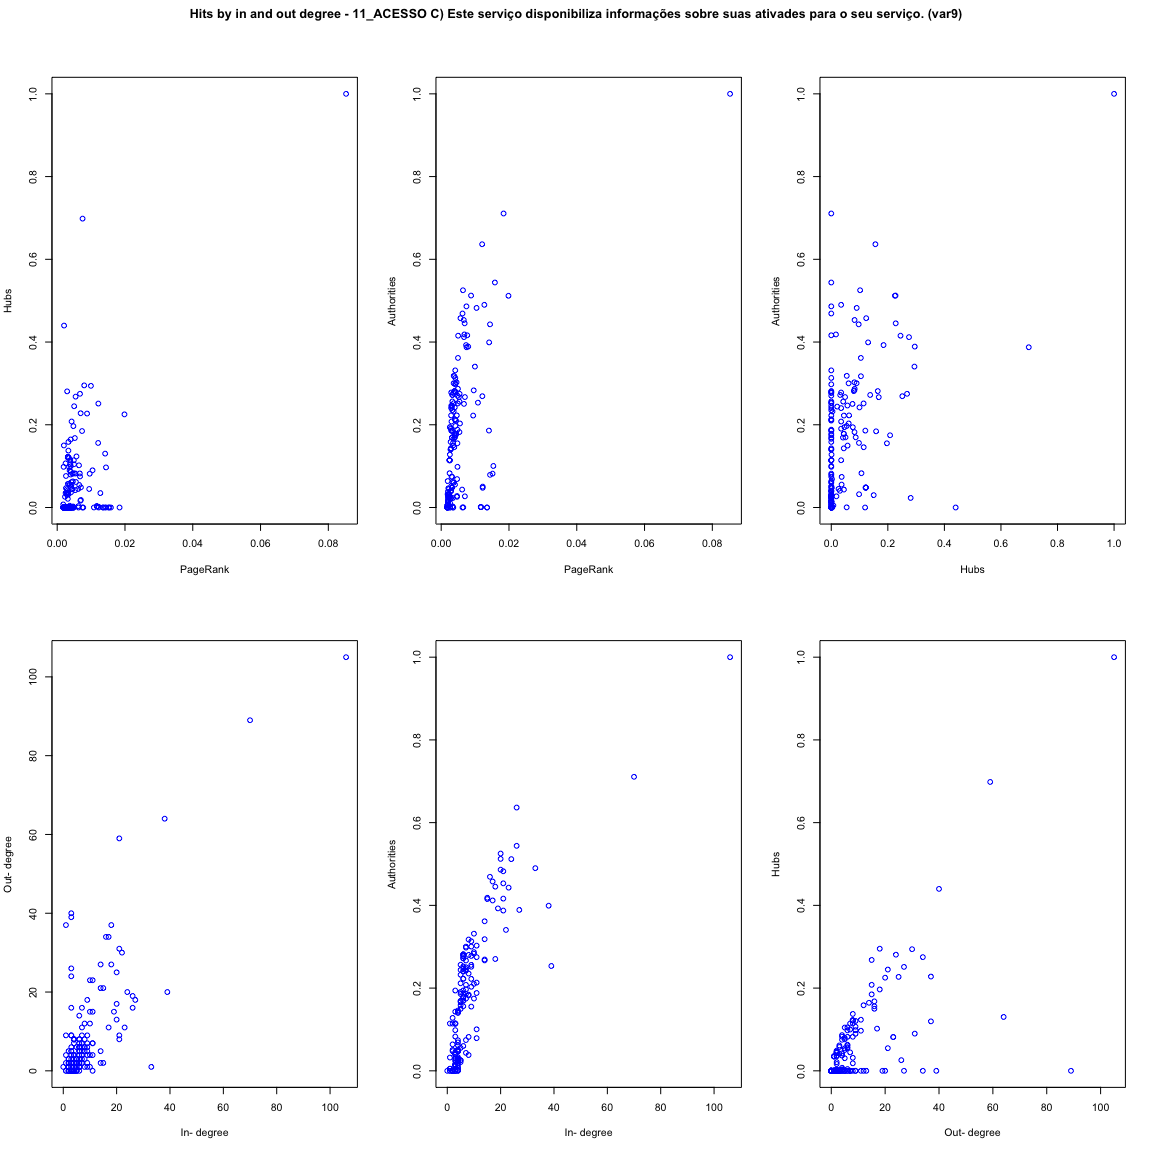 Hits by in and out degree - 11_ACESSO C) Este serviço disponibiliza informações sobre suas ativades para o seu serviço. (var9)
Hubs
0.0 0.2 0.4 0.6 0.8 1.0
0.00 0.02 0.04 0.06 0.08
PageRank
Authorities
0.0 0.2 0.4 0.6 0.8 1.0
0.00 0.02 0.04 0.06 0.08
PageRank
Authorities
0.0 0.2 0.4 0.6 0.8 1.0
0.0 0.2 0.4 0.6 0.8 1.0
Hubs
Out- degree
0 20 40 60 80 100
0 20 40 60 80 100
In- degree
Authorities
0.0 0.2 0.4 0.6 0.8 1.0
0 20 40 60 80 100
In- degree
Hubs
0.0 0.2 0.4 0.6 0.8 1.0
0 20 40 60 80 100
Out- degree